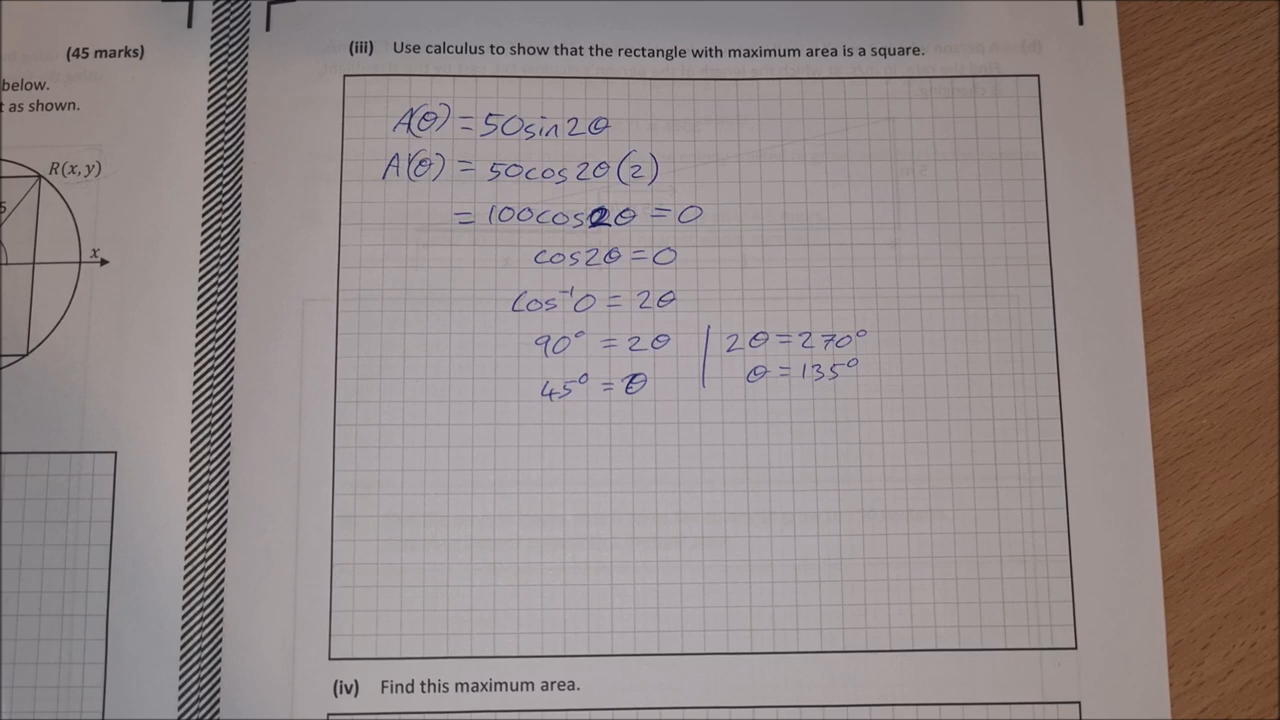 (45 marks)
below.
t as shown.
R(x, y)
5
x
(iii) Use calculus to show that the rectangle with maximum area is a square.
A(θ) = 50sin2θ
A'(θ) = 50cos2θ(2)
= 100cos2θ = 0
cos2θ = 0
Cos⁻¹0 = 2θ
90° = 2θ | 2θ = 270°
45° = θ | θ = 135°
(iv) Find this maximum area.